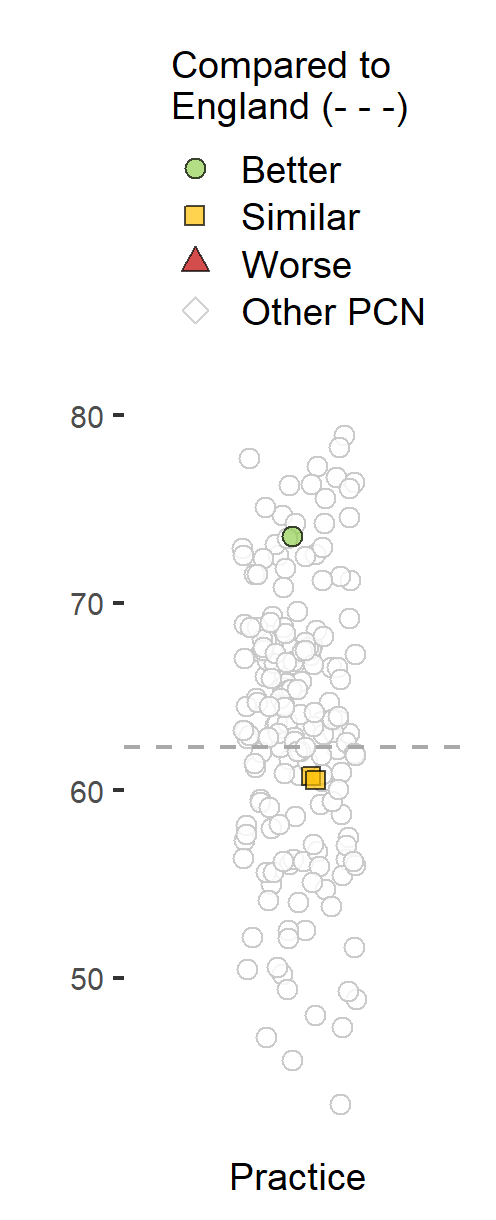 Compared to
England (- - -)
Better
Similar
Worse
Other PCN
80
70
60
50
Practice